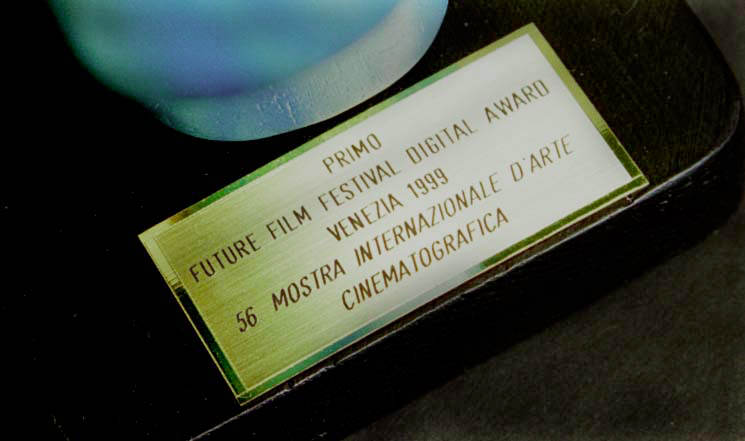 PRIMO
FUTURE FILM FESTIVAL DIGITAL AWARD
VENEZIA 1999
56 MOSTRA INTERNAZIONALE D'ARTE
CINEMATOGRAFICA